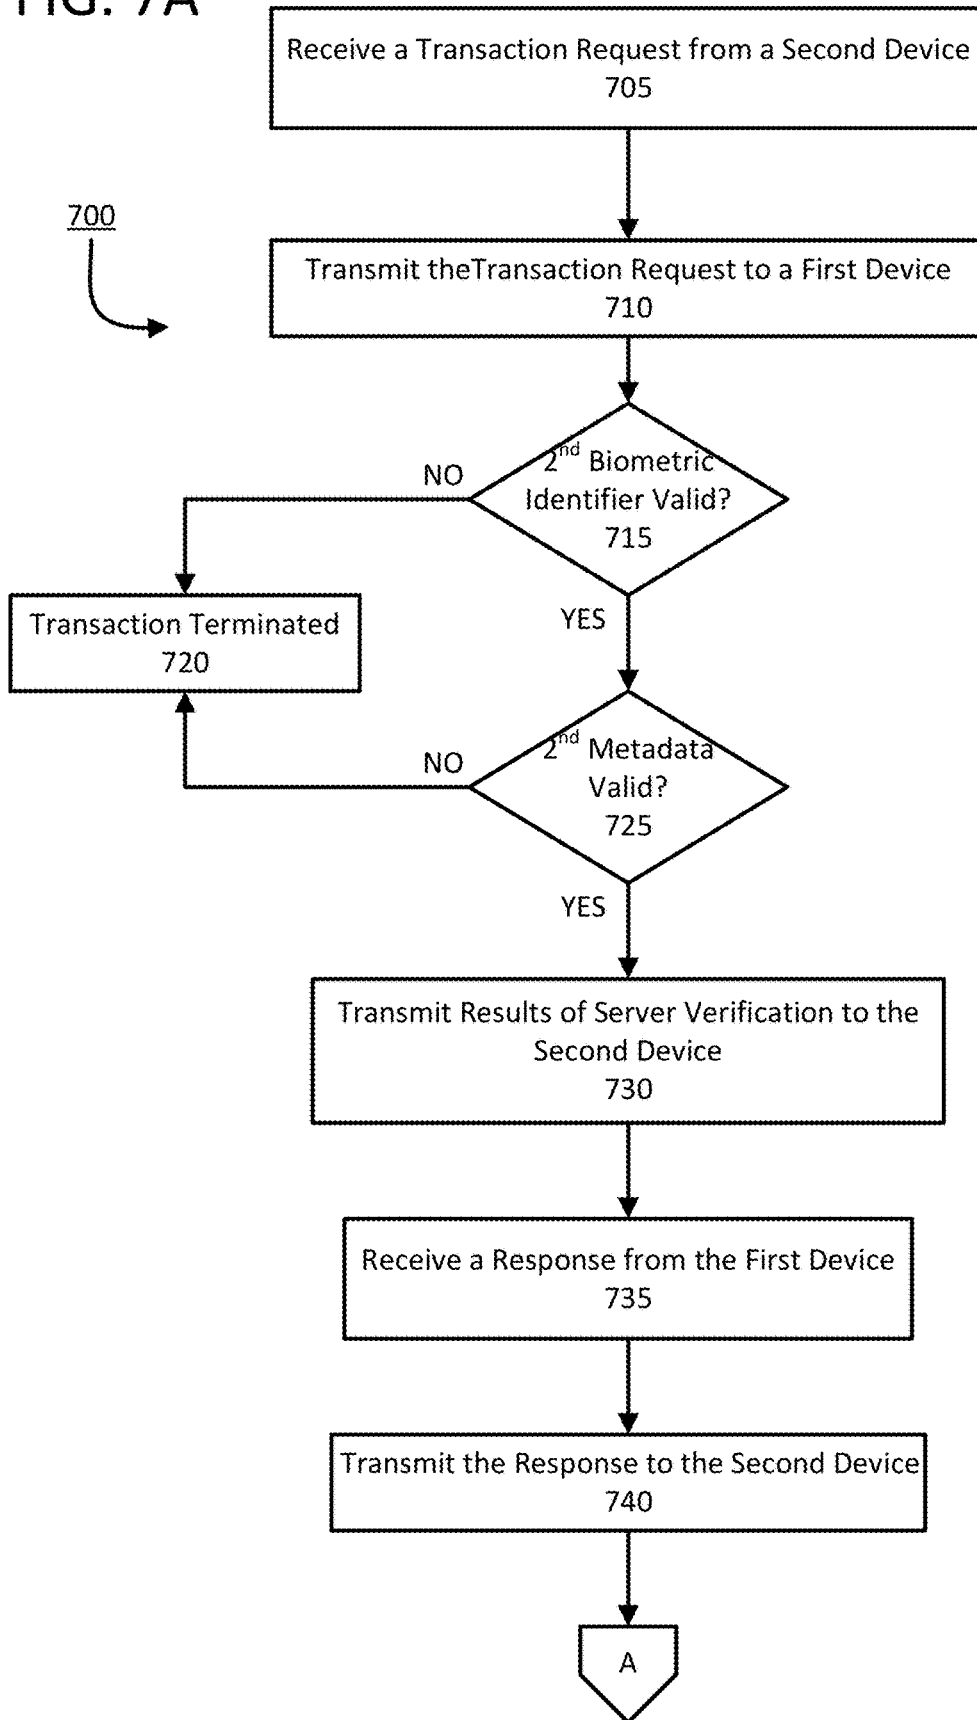 FIG. 7A
Receive a Transaction Request from a Second Device
705
700
Transmit theTransaction Request to a First Device
710
2nd Biometric
Identifier Valid?
715
NO
YES
Transaction Terminated
720
2nd Metadata
Valid?
725
NO
YES
Transmit Results of Server Verification to the
Second Device
730
Receive a Response from the First Device
735
Transmit the Response to the Second Device
740
A